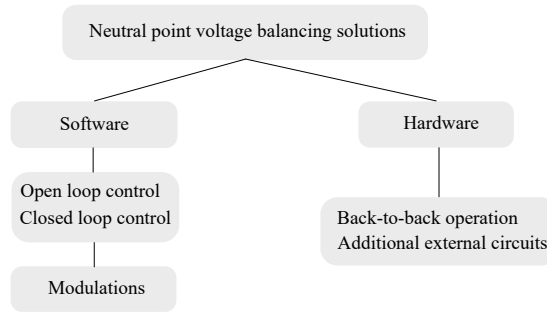 Neutral point voltage balancing solutions
Software
Hardware
Open loop control
Closed loop control
Back-to-back operation
Additional external circuits
Modulations